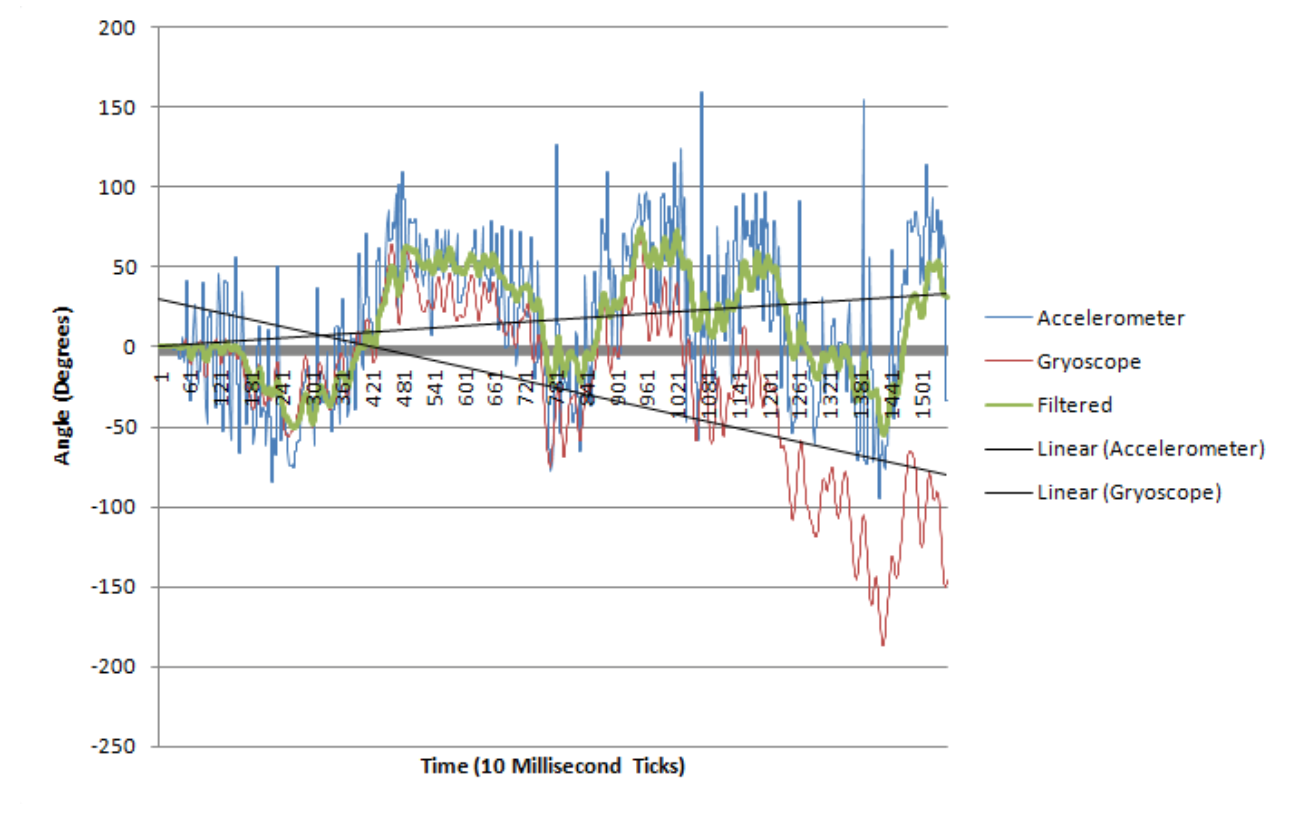 200
150
100
50
0
-50
-100
-150
-200
-250
Angle (Degrees)
1 61 121 181 241 301 361 421 481 541 601 661 721 781 841 901 961 1021 1081 1141 1201 1261 1321 1381 1441 1501
Time (10 Millisecond Ticks)
Accelerometer
Gryoscope
Filtered
Linear (Accelerometer)
Linear (Gryoscope)